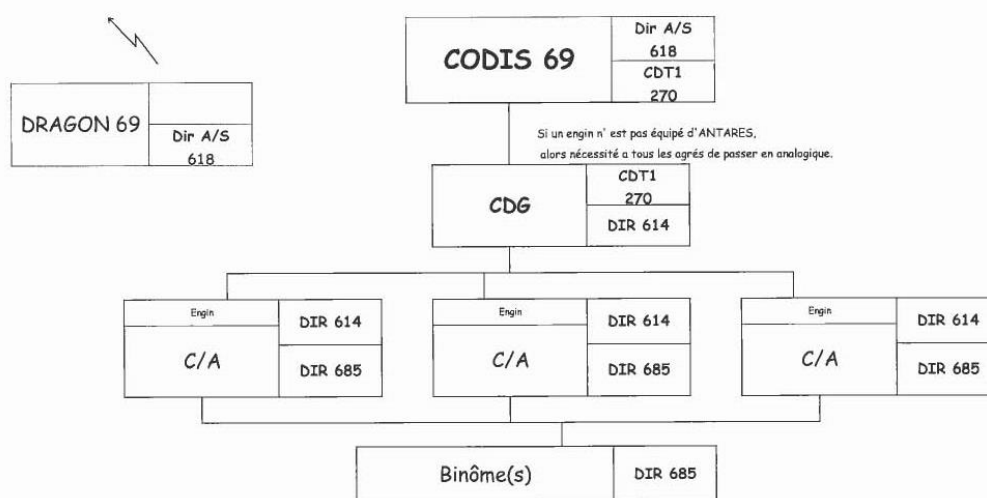 CODIS 69
Dir A/S
618
CDT1
270
DRAGON 69
Dir A/S
618
Si un engin n' est pas équipé d'ANTARES,
alors nécessité a tous les agrés de passer en analogique.
CDG
CDT1
270
DIR 614
Engin
C/A
DIR 614
DIR 685
Engin
C/A
DIR 614
DIR 685
Engin
C/A
DIR 614
DIR 685
Binôme(s)
DIR 685